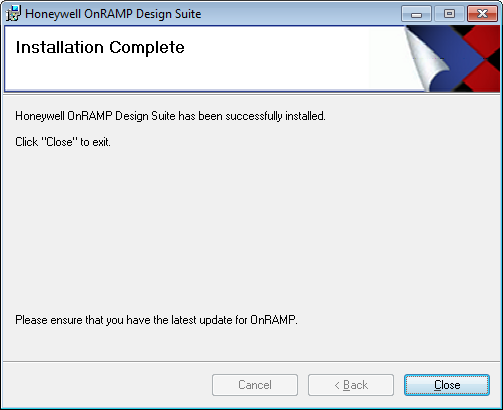 Honeywell OnRAMP Design Suite
Installation Complete
Honeywell OnRAMP Design Suite has been successfully installed.
Click "Close" to exit.
Please ensure that you have the latest update for OnRAMP.
Cancel
< Back
Close